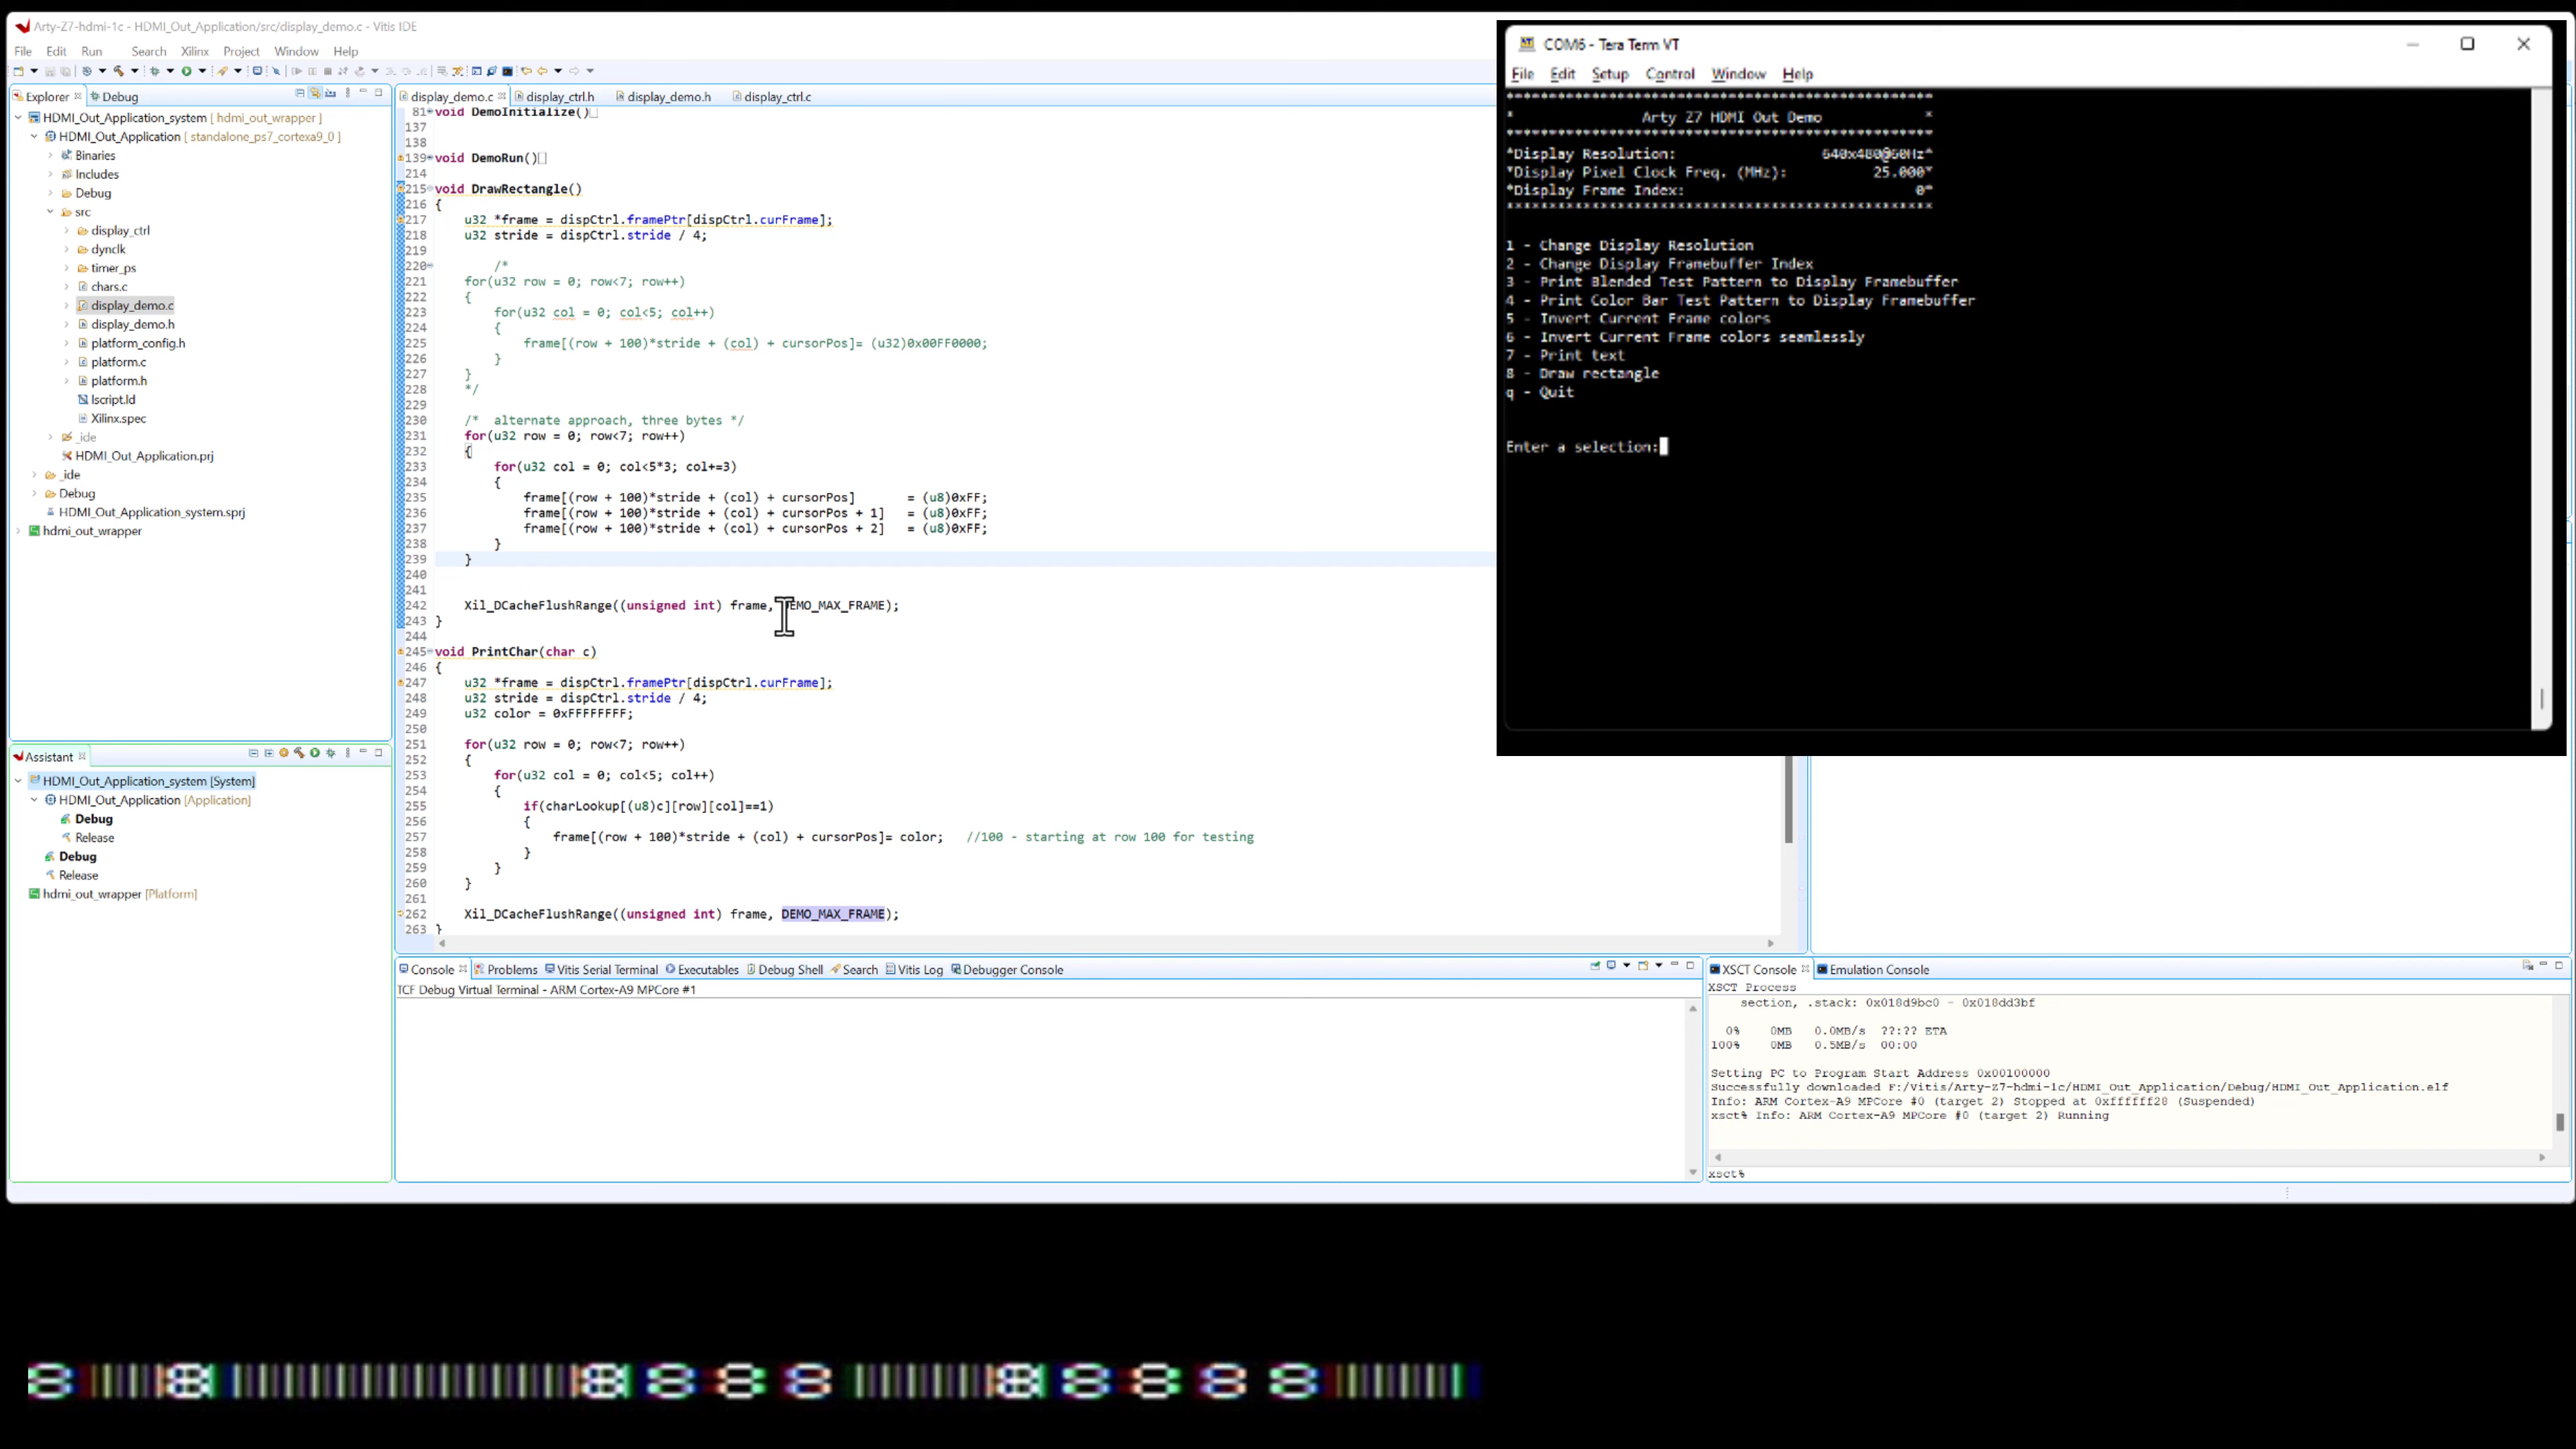 Arty-Z7-hdmi-1c - HDMI_Out_Application/src/display_demo.c - Vitis IDE
File Edit Run Search Xilinx Project Window Help
Explorer Debug
HDMI_Out_Application_system [ hdmi_out_wrapper ]
HDMI_Out_Application [ standalone_ps7_cortexa9_0 ]
Binaries
Includes
Debug
src
display_ctrl
dynclk
timer_ps
chars.c
display_demo.c
display_demo.h
platform_config.h
platform.c
platform.h
lscript.ld
Xilinx.spec
_ide
HDMI_Out_Application.prj
_ide
Debug
HDMI_Out_Application_system.sprj
hdmi_out_wrapper
Assistant
HDMI_Out_Application_system [System]
HDMI_Out_Application [Application]
Debug
Release
Debug
Release
hdmi_out_wrapper [Platform]
display_demo.c display_ctrl.h display_demo.h display_ctrl.c
81 void DemoInitialize()
137
138
139 void DemoRun()
214
215 void DrawRectangle()
216 {
217 u32 *frame = dispCtrl.framePtr[dispCtrl.curFrame];
218 u32 stride = dispCtrl.stride / 4;
219
220 /*
221 for(u32 row = 0; row<7; row++)
222 {
223 for(u32 col = 0; col<5; col++)
224 {
225 frame[(row + 100)*stride + (col) + cursorPos]= (u32)0x00FF0000;
226 }
227 }
228 */
229
230 /* alternate approach, three bytes */
231 for(u32 row = 0; row<7; row++)
232 {
233 for(u32 col = 0; col<5*3; col+=3)
234 {
235 frame[(row + 100)*stride + (col) + cursorPos] = (u8)0xFF;
236 frame[(row + 100)*stride + (col) + cursorPos + 1] = (u8)0xFF;
237 frame[(row + 100)*stride + (col) + cursorPos + 2] = (u8)0xFF;
238 }
239 }
240
241
242 Xil_DCacheFlushRange((unsigned int) frame, DEMO_MAX_FRAME);
243 }
244
245 void PrintChar(char c)
246 {
247 u32 *frame = dispCtrl.framePtr[dispCtrl.curFrame];
248 u32 stride = dispCtrl.stride / 4;
249 u32 color = 0xFFFFFFFF;
250
251 for(u32 row = 0; row<7; row++)
252 {
253 for(u32 col = 0; col<5; col++)
254 {
255 if(charLookup[(u8)c][row][col]==1)
256 {
257 frame[(row + 100)*stride + (col) + cursorPos]= color; //100 - starting at row 100 for testing
258 }
259 }
260 }
261
262 Xil_DCacheFlushRange((unsigned int) frame, DEMO_MAX_FRAME);
263 }
COM6 - Tera Term VT
File Edit Setup Control Window Help
**************************************************
* Arty Z7 HDMI Out Demo *
**************************************************
*Display Resolution: 640x480@60Hz*
*Display Pixel Clock Freq. (MHz): 25.000*
*Display Frame Index: 0*
**************************************************
1 - Change Display Resolution
2 - Change Display Framebuffer Index
3 - Print Blended Test Pattern to Display Framebuffer
4 - Print Color Bar Test Pattern to Display Framebuffer
5 - Invert Current Frame colors
6 - Invert Current Frame colors seamlessly
7 - Print text
8 - Draw rectangle
q - Quit
Enter a selection:
Console Problems Vitis Serial Terminal Executables Debug Shell Search Vitis Log Debugger Console
TCF Debug Virtual Terminal - ARM Cortex-A9 MPCore #1
XSCT Console Emulation Console
XSCT Process
section, .stack: 0x018d9bc0 - 0x018dd3bf
0% 0MB 0.0MB/s ??:?? ETA
100% 0MB 0.5MB/s 00:00
Setting PC to Program Start Address 0x00100000
Successfully downloaded F:/Vitis/Arty-Z7-hdmi-1c/HDMI_Out_Application/Debug/HDMI_Out_Application.elf
Info: ARM Cortex-A9 MPCore #0 (target 2) Stopped at 0xffffff28 (Suspended)
xsct% Info: ARM Cortex-A9 MPCore #0 (target 2) Running
xsct%
8 8 8 8 8 8 8 8 8 8 8